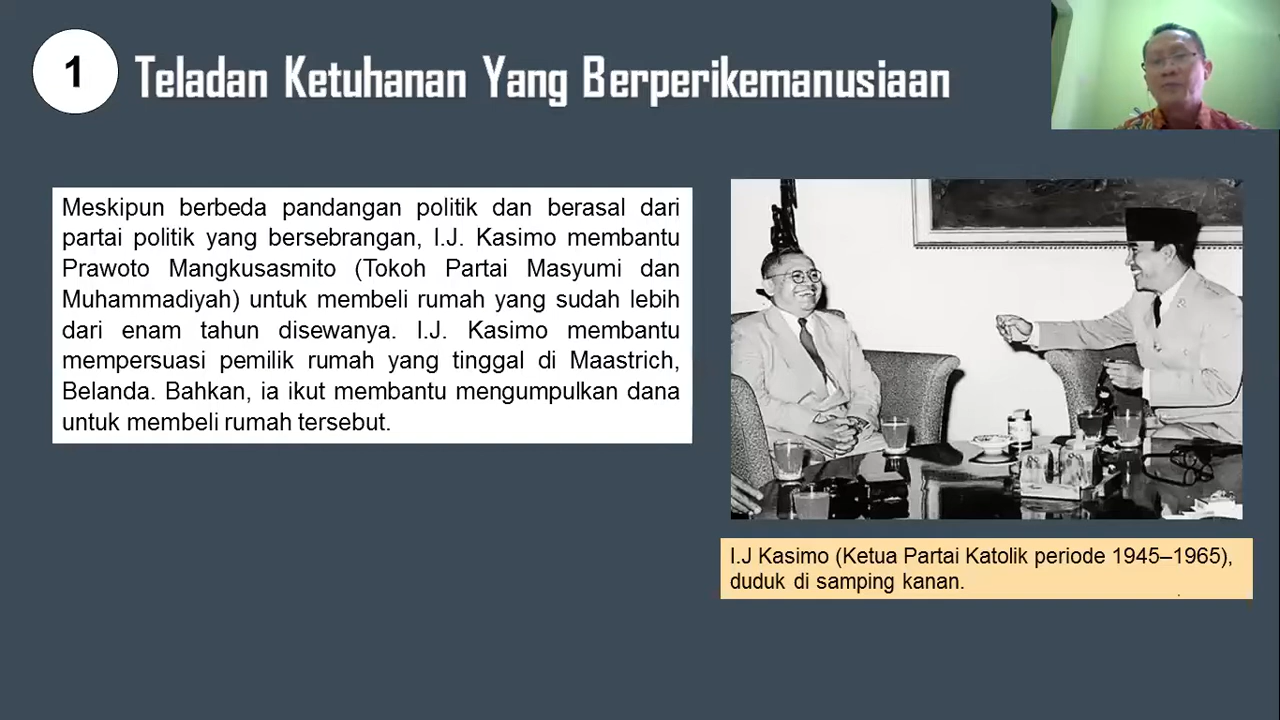 1
Teladan Ketuhanan Yang Berperikemanusiaan
Meskipun berbeda pandangan politik dan berasal dari
partai politik yang bersebrangan, I.J. Kasimo membantu
Prawoto Mangkusasmito (Tokoh Partai Masyumi dan
Muhammadiyah) untuk membeli rumah yang sudah lebih
dari enam tahun disewanya. I.J. Kasimo membantu
mempersuasi pemilik rumah yang tinggal di Maastrich,
Belanda. Bahkan, ia ikut membantu mengumpulkan dana
untuk membeli rumah tersebut.
I.J Kasimo (Ketua Partai Katolik periode 1945–1965),
duduk di samping kanan.